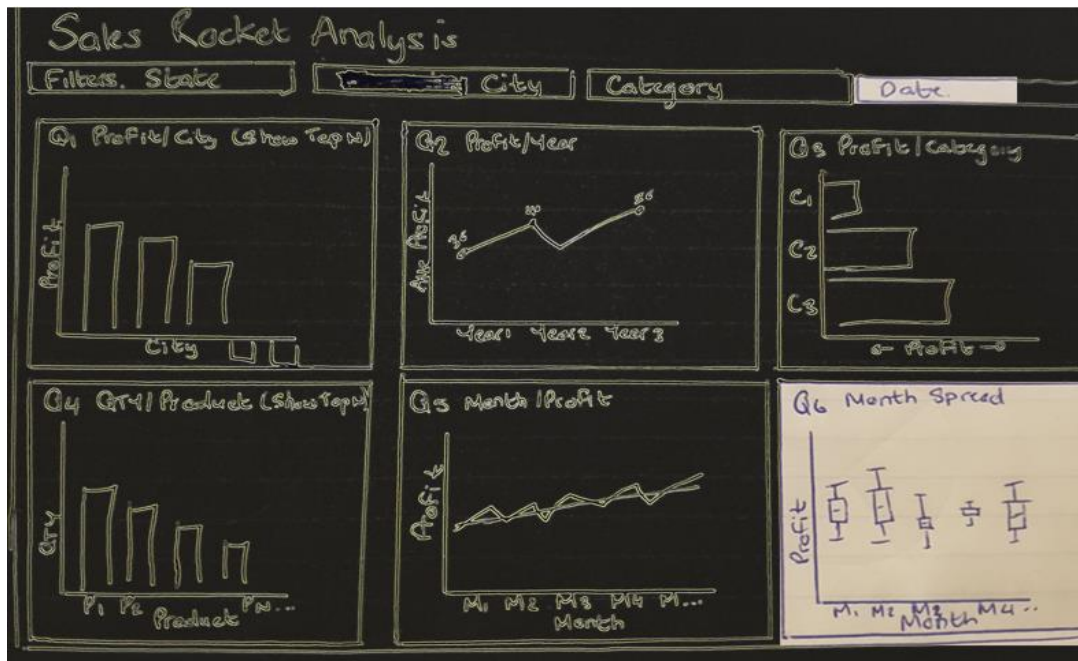 Sales Rocket Analysis
Filters. State
City
Category
Date.
Q1 Profit/City (Show Top N)
Profit
City
Q2 Profit/Year
Profit
Year1 Year2 Year3
Q3 Profit/Category
C1
C2
C3
Profit
Q4 QTY/Product (Show Top N)
QTY
P1 P2 PN...
Product
Q5 Month/Profit
Profit
M1 M2 M3 M4 M...
Month
Q6 Month Spread
Profit
M1 M2 M3 M4..
Month